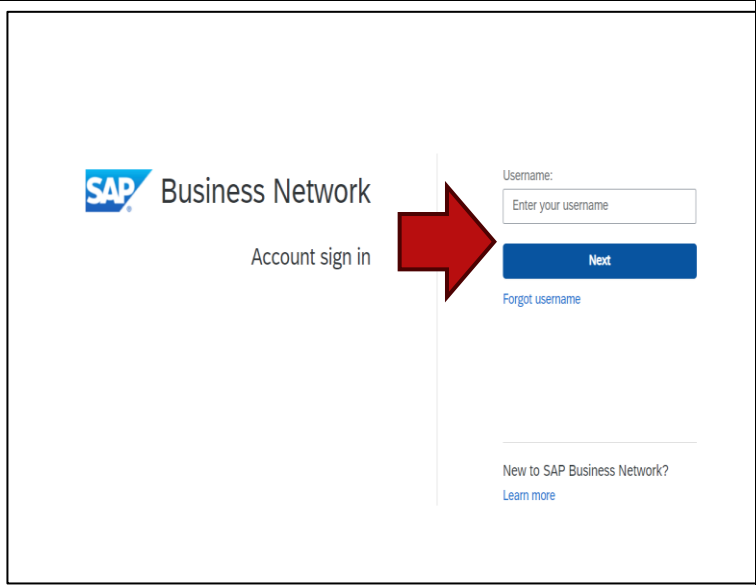 SAP Business Network
Account sign in
Username:
Enter your username
Next
Forgot username
New to SAP Business Network?
Learn more